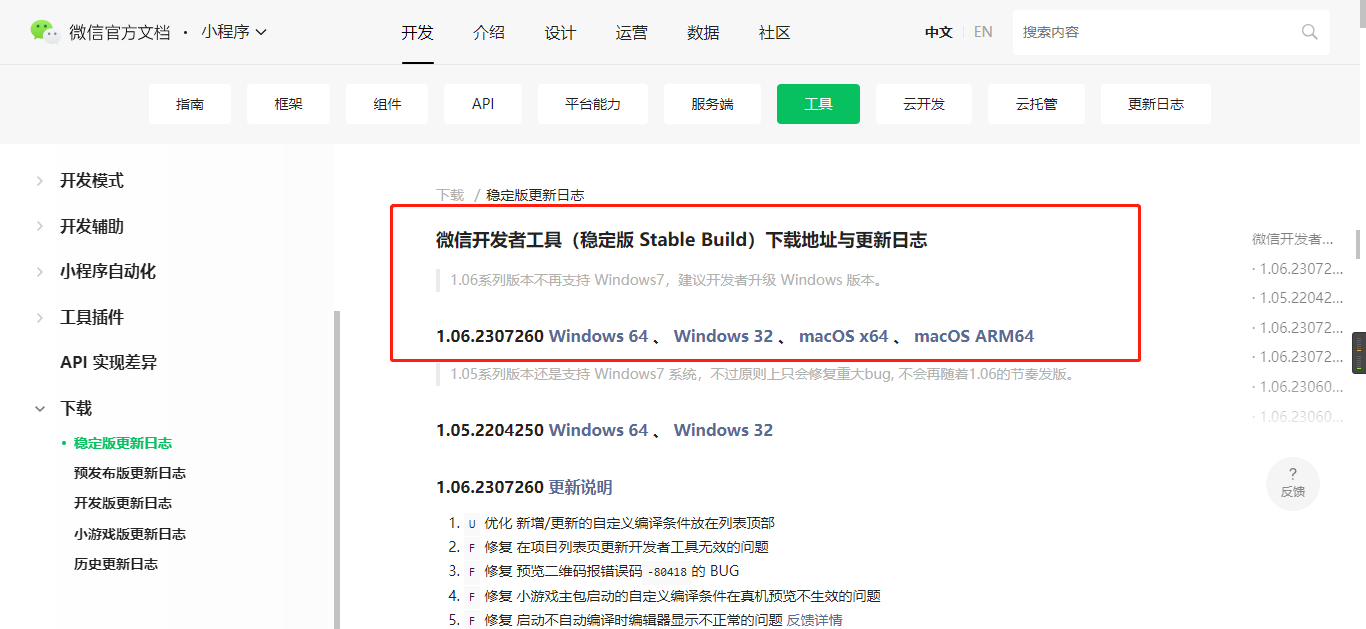 微信官方文档 · 小程序
开发 介绍 设计 运营 数据 社区
中文 EN 搜索内容
指南 框架 组件 API 平台能力 服务端 工具 云开发 云托管 更新日志
开发模式
开发辅助
小程序自动化
工具插件
API 实现差异
下载
稳定版更新日志
预发布版更新日志
开发版更新日志
小游戏版更新日志
历史更新日志
下载 / 稳定版更新日志
微信开发者工具（稳定版 Stable Build）下载地址与更新日志
1.06系列版本不再支持 Windows7，建议开发者升级 Windows 版本。
1.06.2307260 Windows 64 、 Windows 32 、 macOS x64 、 macOS ARM64
1.05系列版本还是支持 Windows7 系统，不过原则上只会修复重大bug, 不会再随着1.06的节奏发版。
1.05.2204250 Windows 64 、 Windows 32
1.06.2307260 更新说明
1. U 优化 新增/更新的自定义编译条件放在列表顶部
2. F 修复 在项目列表页更新开发者工具无效的问题
3. F 修复 预览二维码报错误码 -80418 的 BUG
4. F 修复 小游戏主包启动的自定义编译条件在真机预览不生效的问题
5. F 修复 启动不自动编译时编辑器显示不正常的问题 反馈详情
微信开发者...
· 1.06.23072...
· 1.05.22042...
· 1.06.23072...
· 1.06.23072...
· 1.06.23060...
· 1.06.23060...
?
反馈